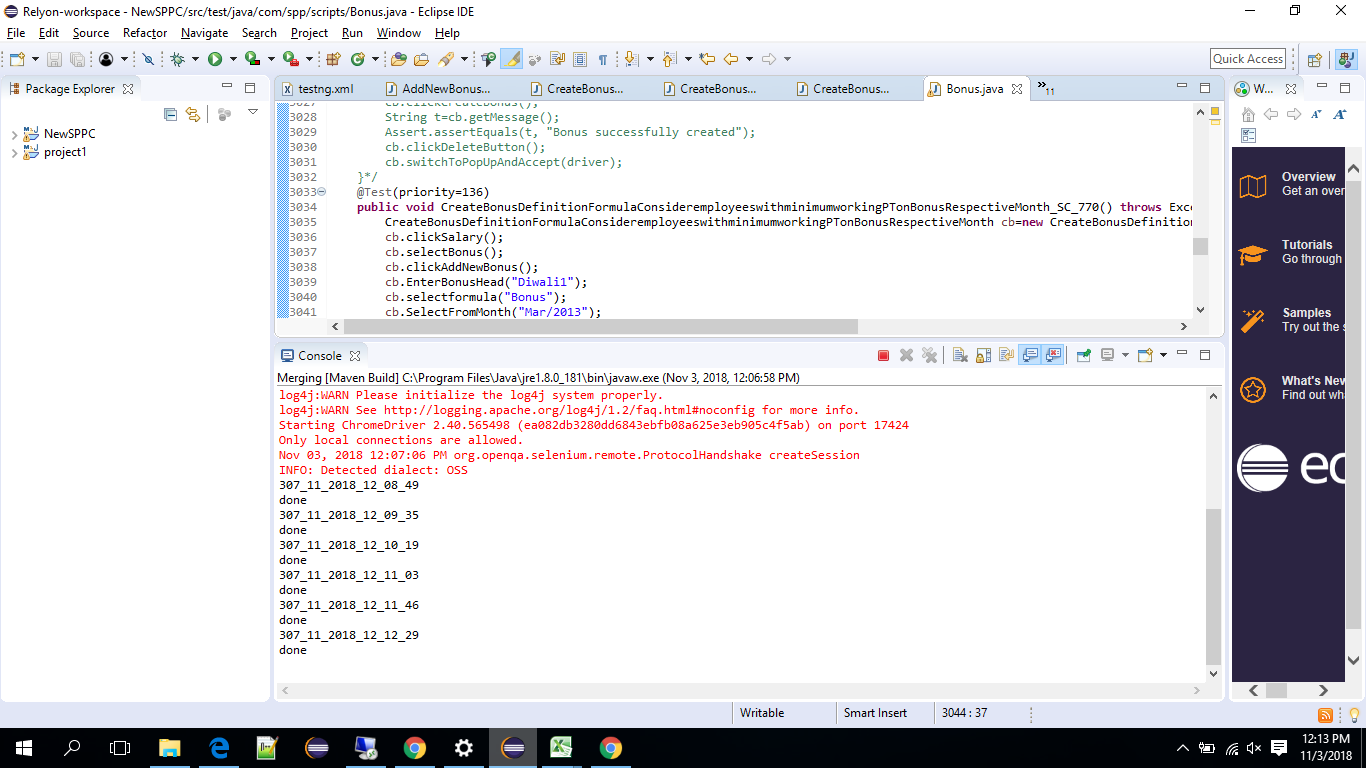 Relyon-workspace - NewSPPC/src/test/java/com/spp/scripts/Bonus.java - Eclipse IDE
File Edit Source Refactor Navigate Search Project Run Window Help
Quick Access
Package Explorer
NewSPPC
project1
testng.xml AddNewBonus... CreateBonus... CreateBonus... CreateBonus... Bonus.java »11
3027 cb.clickCreateBonus();
3028 String t=cb.getMessage();
3029 Assert.assertEquals(t, "Bonus successfully created");
3030 cb.clickDeleteButton();
3031 cb.switchToPopUpAndAccept(driver);
3032 }*/
3033 @Test(priority=136)
3034 public void CreateBonusDefinitionFormulaConsideremployeeswithminimumworkingPTonBonusRespectiveMonth_SC_770() throws Exce
3035 CreateBonusDefinitionFormulaConsideremployeeswithminimumworkingPTonBonusRespectiveMonth cb=new CreateBonusDefinition
3036 cb.clickSalary();
3037 cb.selectBonus();
3038 cb.clickAddNewBonus();
3039 cb.EnterBonusHead("Diwali1");
3040 cb.selectformula("Bonus");
3041 cb.SelectFromMonth("Mar/2013");
Console
Merging [Maven Build] C:\Program Files\Java\jre1.8.0_181\bin\javaw.exe (Nov 3, 2018, 12:06:58 PM)
log4j:WARN Please initialize the log4j system properly.
log4j:WARN See http://logging.apache.org/log4j/1.2/faq.html#noconfig for more info.
Starting ChromeDriver 2.40.565498 (ea082db3280dd6843ebfb08a625e3eb905c4f5ab) on port 17424
Only local connections are allowed.
Nov 03, 2018 12:07:06 PM org.openqa.selenium.remote.ProtocolHandshake createSession
INFO: Detected dialect: OSS
307_11_2018_12_08_49
done
307_11_2018_12_09_35
done
307_11_2018_12_10_19
done
307_11_2018_12_11_03
done
307_11_2018_12_11_46
done
307_11_2018_12_12_29
done
W...
Overview
Get an over
Tutorials
Go through
Samples
Try out the s
What's New
Find out wha
ec
Writable Smart Insert 3044 : 37
12:13 PM
11/3/2018